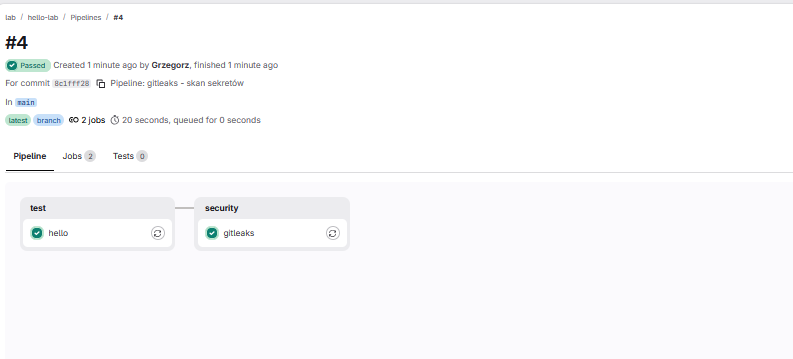 lab / hello-lab / Pipelines / #4
#4
Passed Created 1 minute ago by Grzegorz, finished 1 minute ago
For commit 8c1fff28 Pipeline: gitleaks - skan sekretów
In main
latest branch 2 jobs 20 seconds, queued for 0 seconds
Pipeline Jobs 2 Tests 0
test security
hello gitleaks